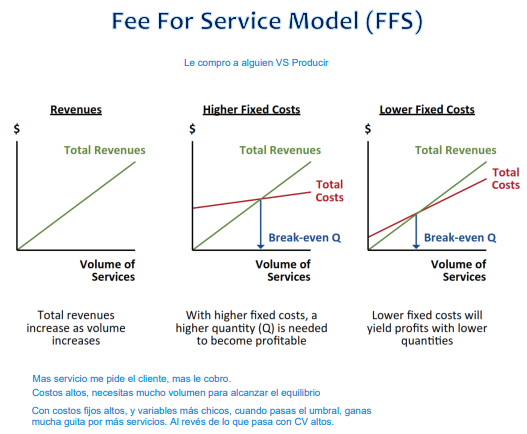 Fee For Service Model (FFS)
Le compro a alguien VS Producir
Revenues
$
Total Revenues
Volume of
Services
Total revenues
increase as volume
increases
Higher Fixed Costs
$
Total Revenues
Total
Costs
Break-even Q
Volume of
Services
With higher fixed costs, a
higher quantity (Q) is needed
to become profitable
Lower Fixed Costs
$
Total Revenues
Total
Costs
Break-even Q
Volume of
Services
Lower fixed costs will
yield profits with lower
quantities
Mas servicio me pide el cliente, mas le cobro.
Costos altos, necesitas mucho volumen para alcanzar el equilibrio
Con costos fijos altos, y variables más chicos, cuando pasas el umbral, ganas
mucha guita por más servicios. Al revés de lo que pasa con CV altos.